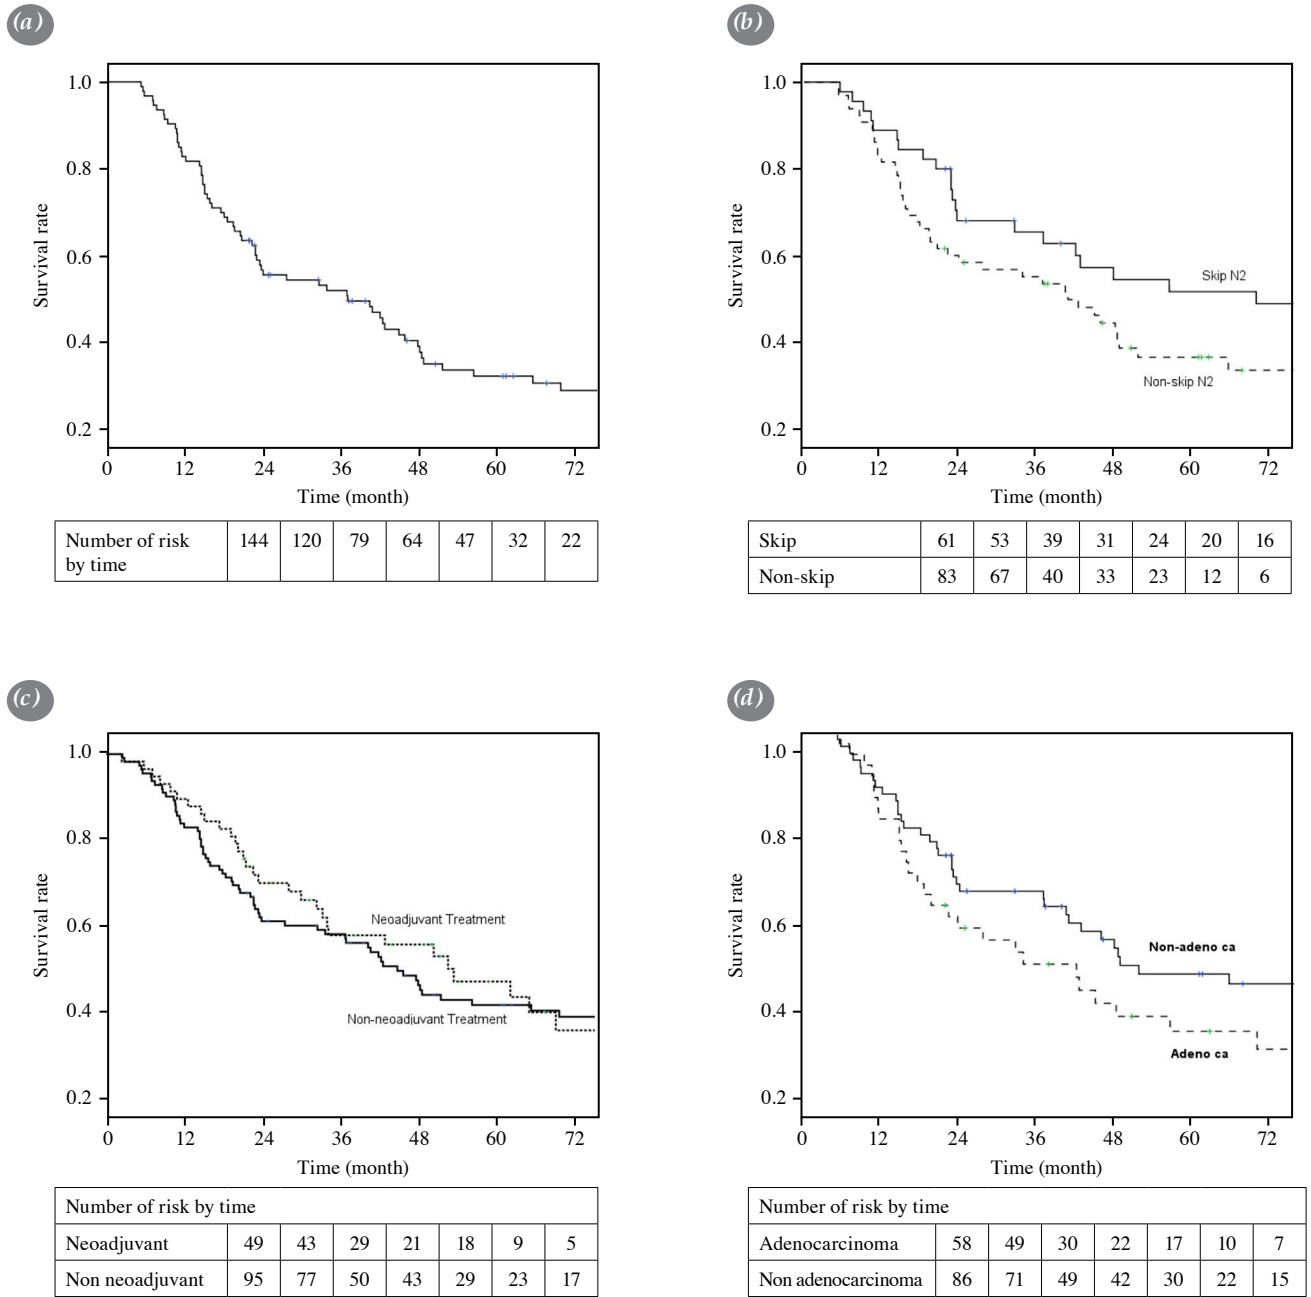 (a)
1.0
0.8
0.6
0.4
0.2
Survival rate
0 12 24 36 48 60 72
Time (month)
Number of risk by time 144 120 79 64 47 32 22
(b)
1.0
0.8
0.6
0.4
0.2
Survival rate
Skip N2
Non-skip N2
0 12 24 36 48 60 72
Time (month)
Skip 61 53 39 31 24 20 16
Non-skip 83 67 40 33 23 12 6
(c)
1.0
0.8
0.6
0.4
0.2
Survival rate
Neoadjuvant Treatment
Non-neoadjuvant Treatment
0 12 24 36 48 60 72
Time (month)
Number of risk by time
Neoadjuvant 49 43 29 21 18 9 5
Non neoadjuvant 95 77 50 43 29 23 17
(d)
1.0
0.8
0.6
0.4
0.2
Survival rate
Non-adeno ca
Adeno ca
0 12 24 36 48 60 72
Time (month)
Number of risk by time
Adenocarcinoma 58 49 30 22 17 10 7
Non adenocarcinoma 86 71 49 42 30 22 15